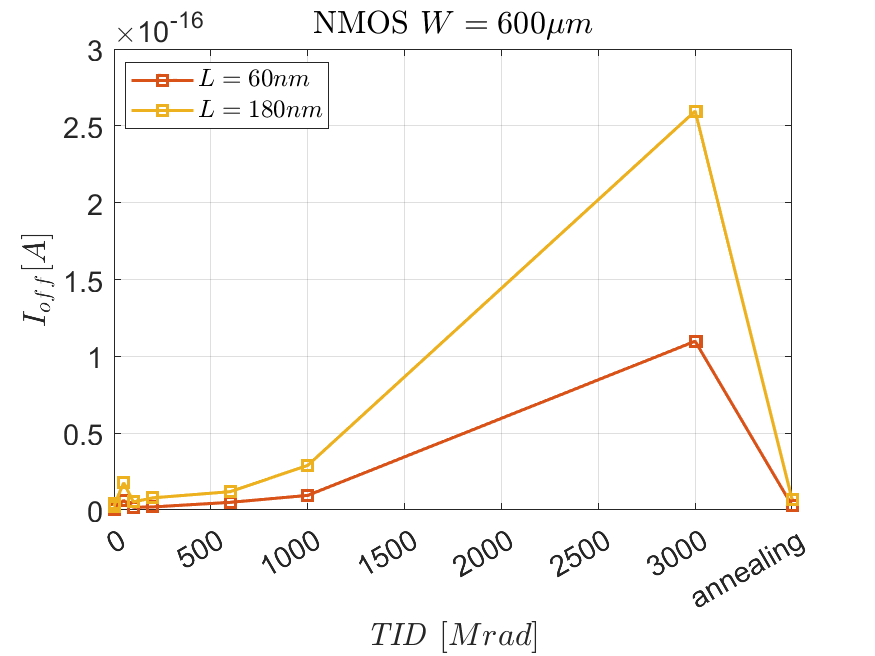 NMOS W = 600μm
×10-16
3
2.5
2
1.5
1
0.5
0
L = 60nm
L = 180nm
Ioff[A]
0
500
1000
1500
2000
2500
3000
annealing
TID [Mrad]